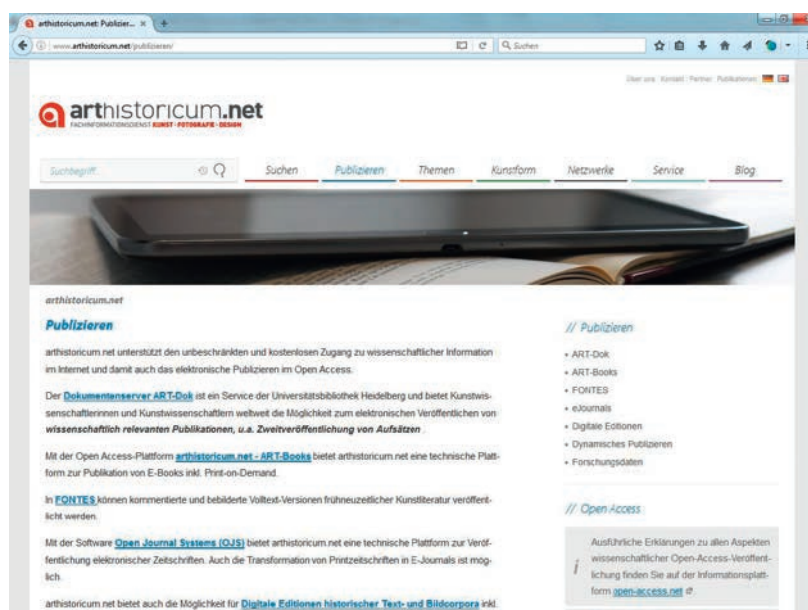 arthistoricum.net: Publizier...
www.arthistoricum.net/publizieren/
Suchen
Über uns Kontakt Partner Publikationen
arthistoricum.net
FACHINFORMATIONSDIENST KUNST · FOTOGRAFIE · DESIGN
Suchbegriff...
Suchen Publizieren Themen Kunstform Netzwerke Service Blog
arthistoricum.net
Publizieren
arthistoricum.net unterstützt den unbeschränkten und kostenlosen Zugang zu wissenschaftlicher Information
im Internet und damit auch das elektronische Publizieren im Open Access.
Der Dokumentenserver ART-Dok ist ein Service der Universitätsbibliothek Heidelberg und bietet Kunstwis-
senschaftlerinnen und Kunstwissenschaftlern weltweit die Möglichkeit zum elektronischen Veröffentlichen von
wissenschaftlich relevanten Publikationen, u.a. Zweitveröffentlichung von Aufsätzen .
Mit der Open Access-Plattform arthistoricum.net - ART-Books bietet arthistoricum.net eine technische Platt-
form zur Publikation von E-Books inkl. Print-on-Demand.
In FONTES können kommentierte und bebilderte Volltext-Versionen frühneuzeitlicher Kunstliteratur veröffent-
licht werden.
Mit der Software Open Journal Systems (OJS) bietet arthistoricum.net eine technische Plattform zur Veröf-
fentlichung elekronischer Zeitschriften. Auch die Transformation von Printzeitschriften in E-Journals ist mög-
lich.
arthistoricum.net bietet auch die Möglichkeit für Digitale Editionen historischer Text- und Bildcorpora inkl.
// Publizieren
• ART-Dok
• ART-Books
• FONTES
• eJournals
• Digitale Editionen
• Dynamisches Publizieren
• Forschungsdaten
// Open Access
i
Ausführliche Erklärungen zu allen Aspekten
wissenschaftlicher Open-Access-Veröffent-
lichung finden Sie auf der Informationsplatt-
form open-access.net